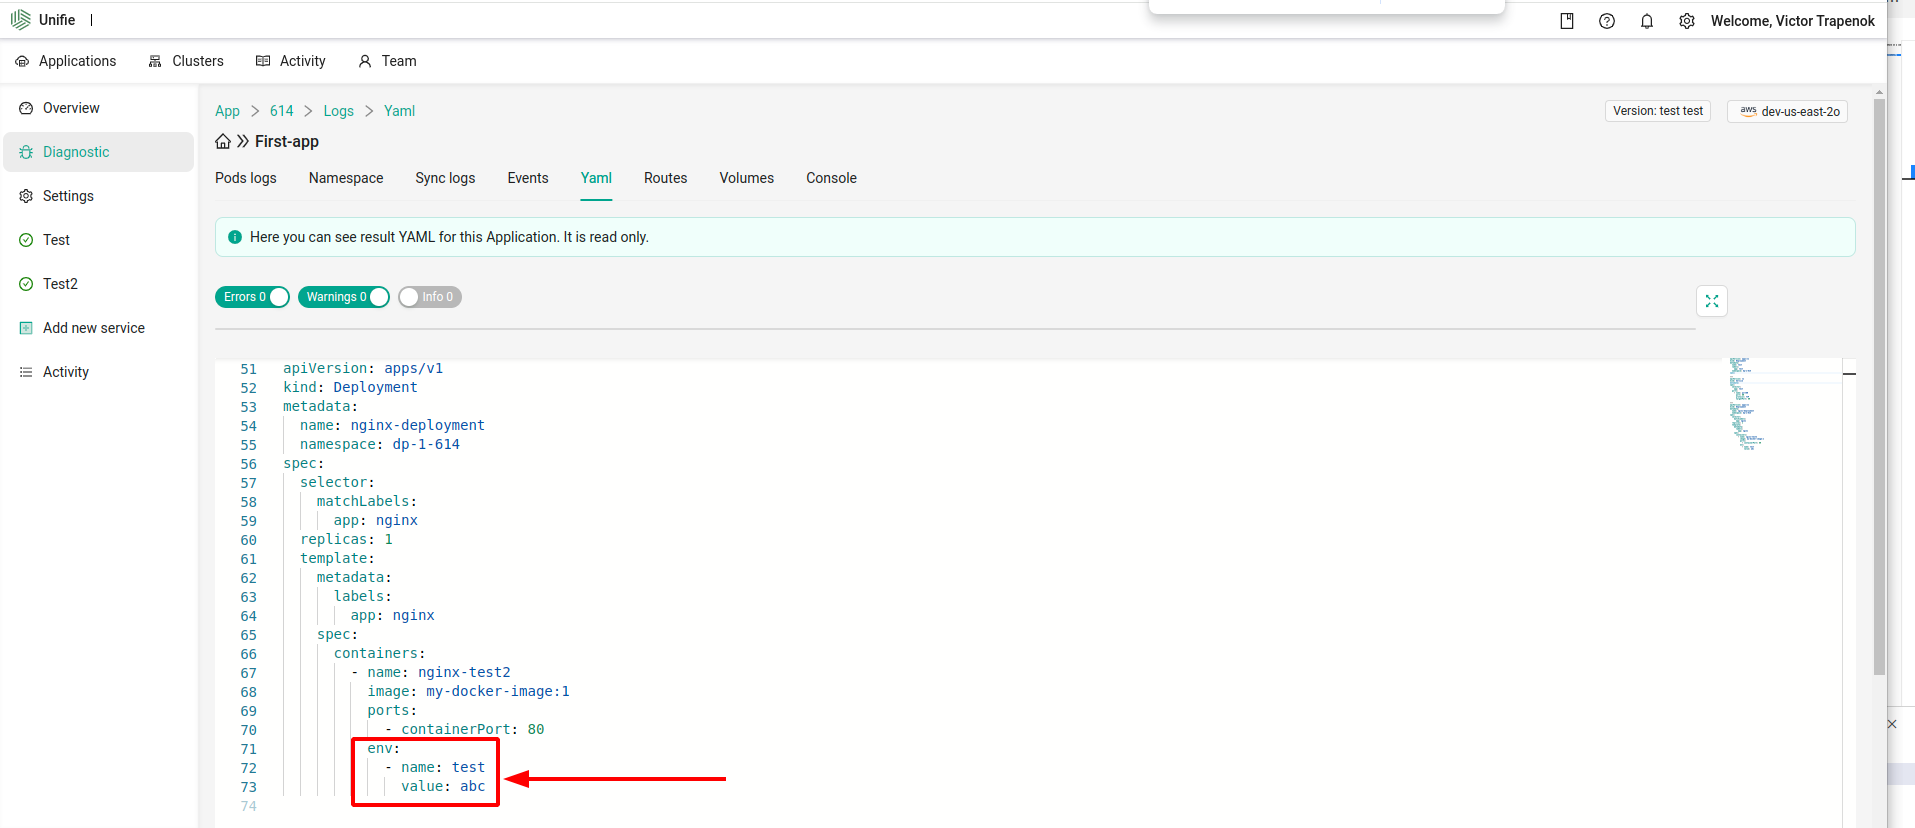 Unifie
Welcome, Victor Trapenok
Applications
Clusters
Activity
Team
Overview
Diagnostic
Settings
Test
Test2
Add new service
Activity
App > 614 > Logs > Yaml
Version: test test
aws dev-us-east-2o
First-app
Pods logs
Namespace
Sync logs
Events
Yaml
Routes
Volumes
Console
Here you can see result YAML for this Application. It is read only.
Errors 0
Warnings 0
Info 0
51 apiVersion: apps/v1
52 kind: Deployment
53 metadata:
54   name: nginx-deployment
55   namespace: dp-1-614
56 spec:
57   selector:
58     matchLabels:
59       app: nginx
60   replicas: 1
61   template:
62     metadata:
63       labels:
64         app: nginx
65     spec:
66       containers:
67         - name: nginx-test2
68           image: my-docker-image:1
69           ports:
70             - containerPort: 80
71           env:
72             - name: test
73               value: abc
74